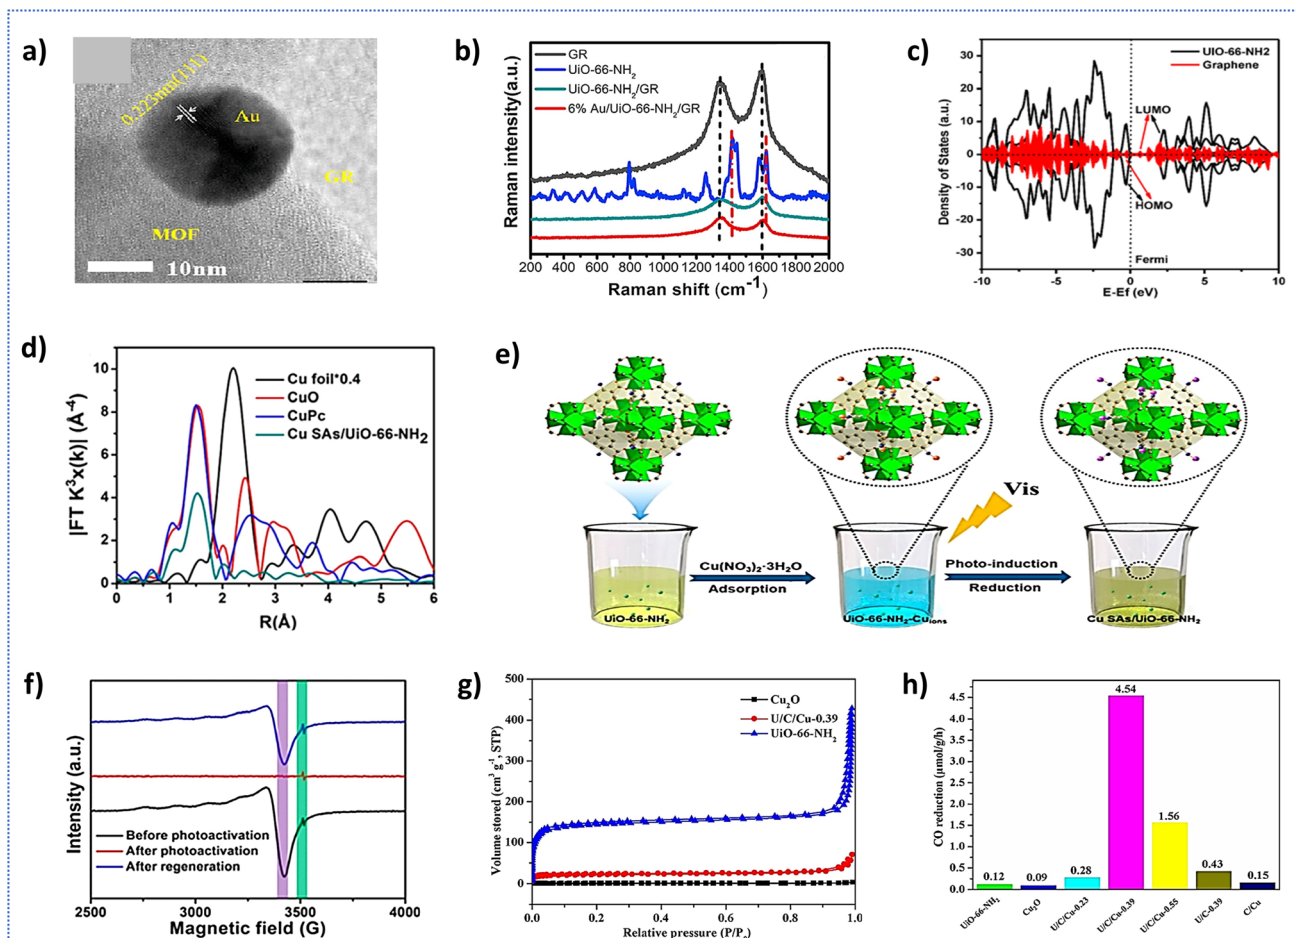 a)
0.223nm(111)
Au
GR
MOF
10nm
b)
Raman intensity(a.u.)
GR
UiO-66-NH₂
UiO-66-NH₂/GR
6% Au/UiO-66-NH₂/GR
200 400 600 800 1000 1200 1400 1600 1800 2000
Raman shift (cm⁻¹)
c)
Density of States (a.u.)
30
20
10
0
10
20
-30
UIO-66-NH2
Graphene
LUMO
HOMO
Fermi
-10 -5 0 5 10
E-Ef (eV)
d)
|FT K³x(k)| (Å⁻⁴)
10
8
6
4
2
0
Cu foil*0.4
CuO
CuPc
Cu SAs/UiO-66-NH₂
0 1 2 3 4 5 6
R(Å)
e)
Vis
Cu(NO₃)₂·3H₂O
Adsorption
Photo-induction
Reduction
UiO-66-NH₂
UiO-66-NH₂-Cuᵢₒₙₛ
Cu SAs/UiO-66-NH₂
f)
Intensity (a.u.)
Before photoactivation
After photoactivation
After regeneration
2500 3000 3500 4000
Magnetic field (G)
g)
Volume stored (cm³ g⁻¹, STP)
500
400
300
200
150
100
50
0
Cu₂O
U/C/Cu-0.39
UiO-66-NH₂
0.0 0.2 0.4 0.6 0.8 1.0
Relative pressure (P/Pₒ)
h)
CO reduction (μmol/g/h)
4.5
4.0
3.5
3.0
2.5
2.0
1.5
1.0
0.5
0.0
0.12
0.09
0.28
4.54
1.56
0.43
0.15
UiO-66-NH₂
Cu₂O
U/C/Cu-0.23
U/C/Cu-0.39
U/C/Cu-0.55
U/C-0.39
C/Cu